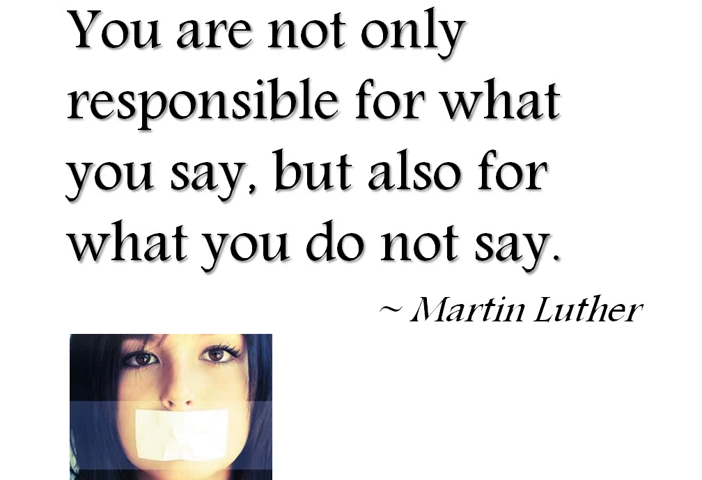 You are not only
responsible for what
you say, but also for
what you do not say.
~ Martin Luther